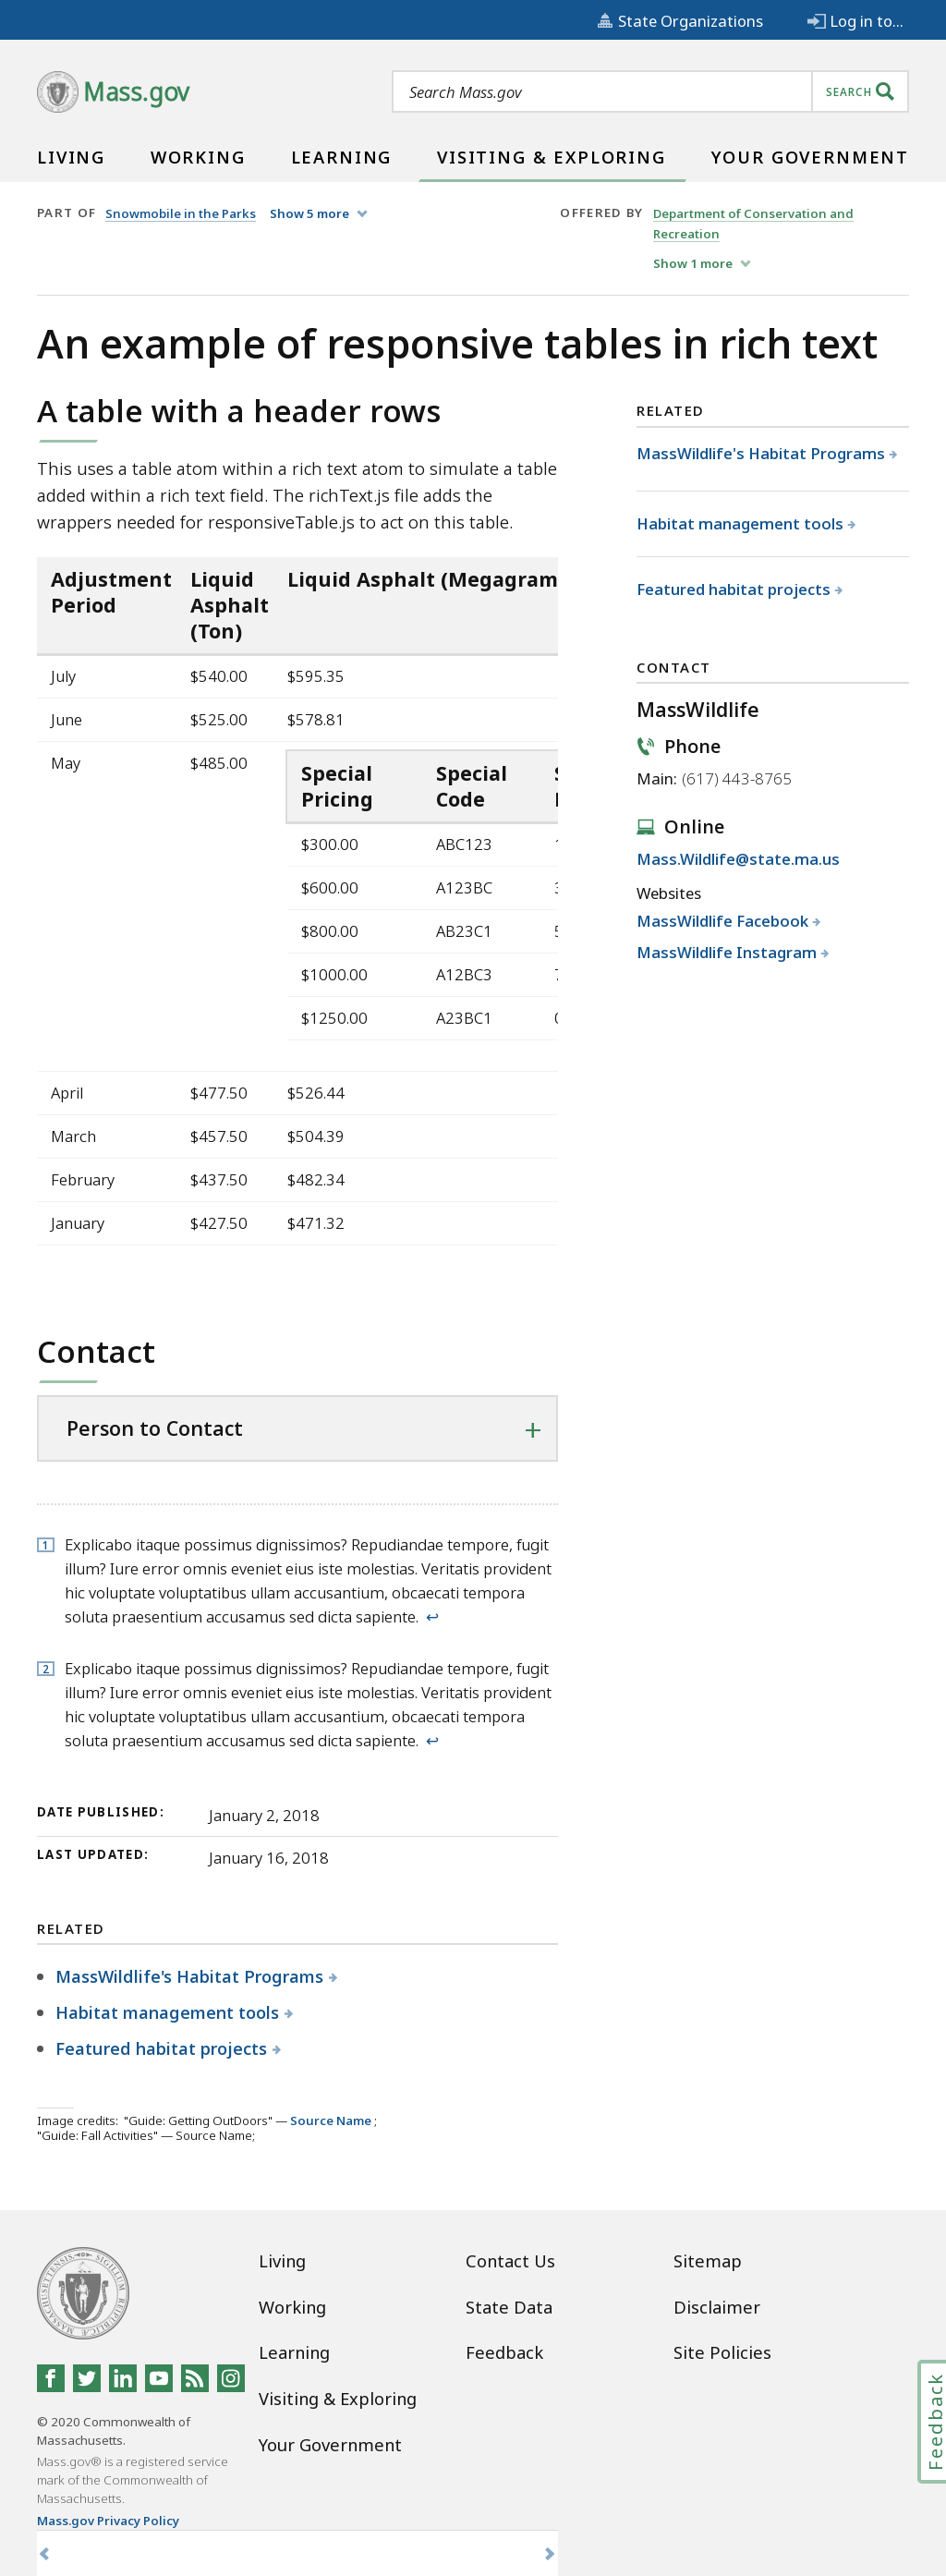 State Organizations
Log in to...
Mass.gov
Search Mass.gov
SEARCH
LIVING
WORKING
LEARNING
VISITING & EXPLORING
YOUR GOVERNMENT
PART OF
Snowmobile in the Parks
Show 5 more
OFFERED BY
Department of Conservation and
Recreation
Show 1 more
An example of responsive tables in rich text
A table with a header rows
This uses a table atom within a rich text atom to simulate a table
added within a rich text field. The richText.js file adds the
wrappers needed for responsiveTable.js to act on this table.
Adjustment Period
Liquid Asphalt (Ton)
Liquid Asphalt (Megagram
July $540.00 $595.35
June $525.00 $578.81
May $485.00
Special Pricing
Special Code
$300.00 ABC123
$600.00 A123BC
$800.00 AB23C1
$1000.00 A12BC3
$1250.00 A23BC1
April $477.50 $526.44
March $457.50 $504.39
February $437.50 $482.34
January $427.50 $471.32
RELATED
MassWildlife's Habitat Programs
Habitat management tools
Featured habitat projects
CONTACT
MassWildlife
Phone
Main: (617) 443-8765
Online
Mass.Wildlife@state.ma.us
Websites
MassWildlife Facebook
MassWildlife Instagram
Contact
Person to Contact +
1 Explicabo itaque possimus dignissimos? Repudiandae tempore, fugit
illum? Iure error omnis eveniet eius iste molestias. Veritatis provident
hic voluptate voluptatibus ullam accusantium, obcaecati tempora
soluta praesentium accusamus sed dicta sapiente. ↩
2 Explicabo itaque possimus dignissimos? Repudiandae tempore, fugit
illum? Iure error omnis eveniet eius iste molestias. Veritatis provident
hic voluptate voluptatibus ullam accusantium, obcaecati tempora
soluta praesentium accusamus sed dicta sapiente. ↩
DATE PUBLISHED: January 2, 2018
LAST UPDATED: January 16, 2018
RELATED
MassWildlife's Habitat Programs
Habitat management tools
Featured habitat projects
Image credits: "Guide: Getting OutDoors" — Source Name ;
"Guide: Fall Activities" — Source Name;
Living
Working
Learning
Visiting & Exploring
Your Government
Contact Us
State Data
Feedback
Sitemap
Disclaimer
Site Policies
© 2020 Commonwealth of
Massachusetts.
Mass.gov® is a registered service
mark of the Commonwealth of
Massachusetts.
Mass.gov Privacy Policy
Feedback